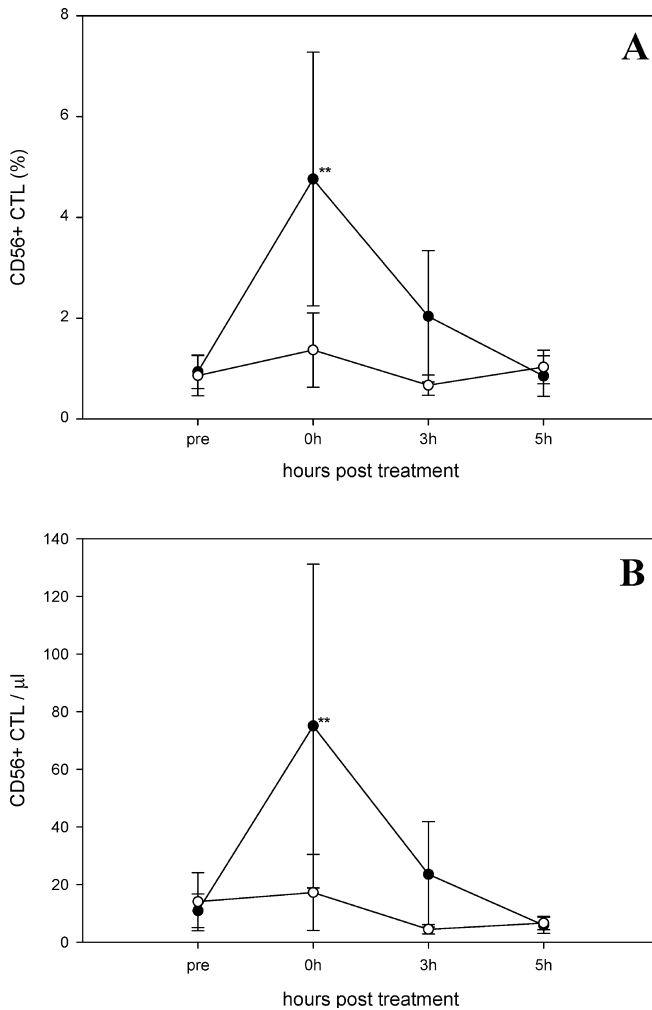 A
8
6
4
2
0
CD56+ CTL (%)
**
pre 0h 3h 5h
hours post treatment
B
140
120
100
80
60
40
20
0
CD56+ CTL / µl
**
pre 0h 3h 5h
hours post treatment